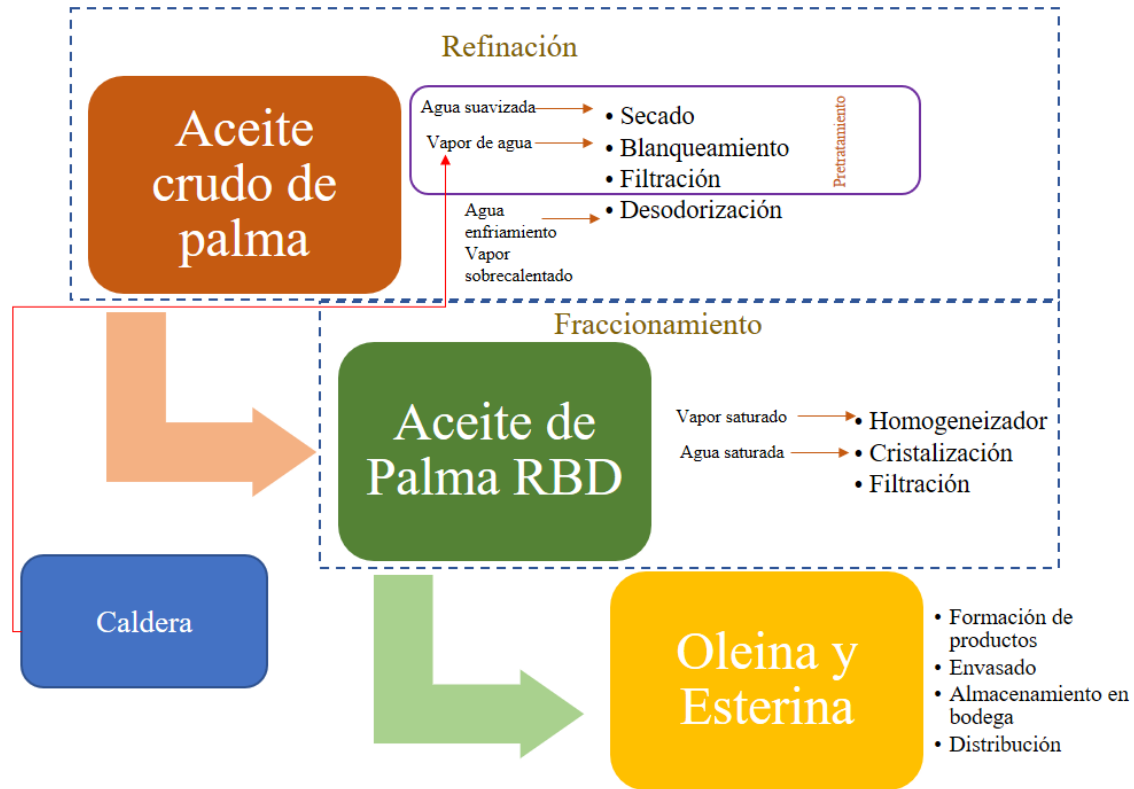 Refinación
Aceite
crudo de
palma
Agua suavizada
Vapor de agua
• Secado
• Blanqueamiento
• Filtración
• Desodorización
Pretratamiento
Agua
enfriamiento
Vapor
sobrecalentado
Fraccionamiento
Aceite de
Palma RBD
Vapor saturado
Agua saturada
• Homogeneizador
• Cristalización
• Filtración
Caldera
Oleina y
Esterina
• Formación de
productos
• Envasado
• Almacenamiento en
bodega
• Distribución